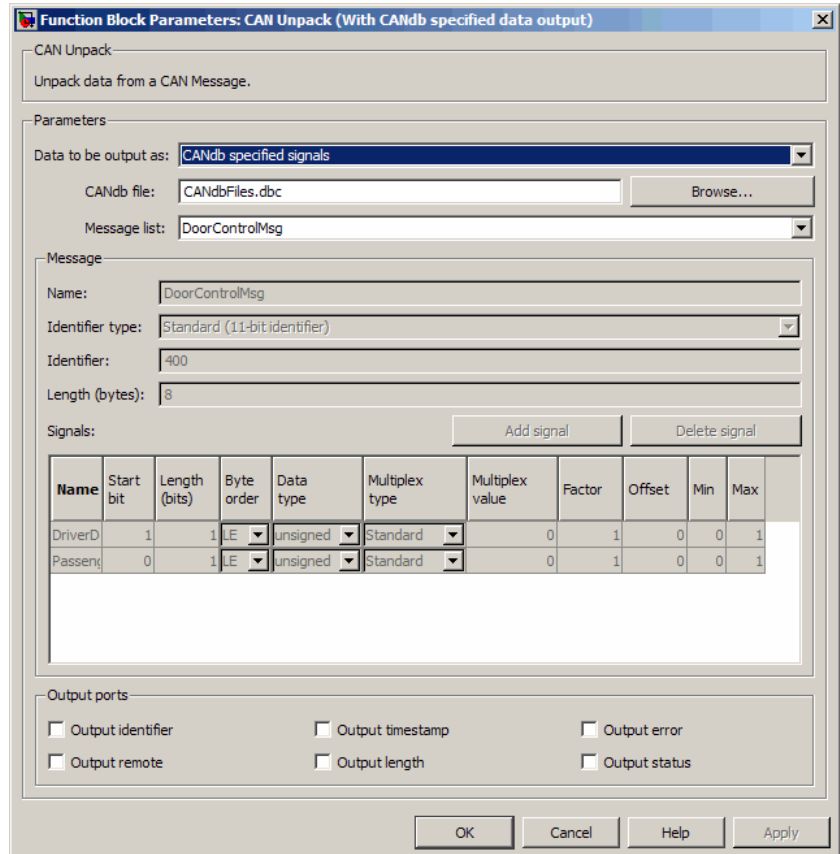 Function Block Parameters: CAN Unpack (With CANdb specified data output)
CAN Unpack
Unpack data from a CAN Message.
Parameters
Data to be output as: CANdb specified signals
CANdb file: CANdbFiles.dbc Browse...
Message list: DoorControlMsg
Message
Name: DoorControlMsg
Identifier type: Standard (11-bit identifier)
Identifier: 400
Length (bytes): 8
Signals: Add signal Delete signal
Name Start bit Length (bits) Byte order Data type Multiplex type Multiplex value Factor Offset Min Max
DriverD 1 1 LE unsigned Standard 0 1 0 0 1
Passeng 0 1 LE unsigned Standard 0 1 0 0 1
Output ports
Output identifier Output timestamp Output error
Output remote Output length Output status
OK Cancel Help Apply